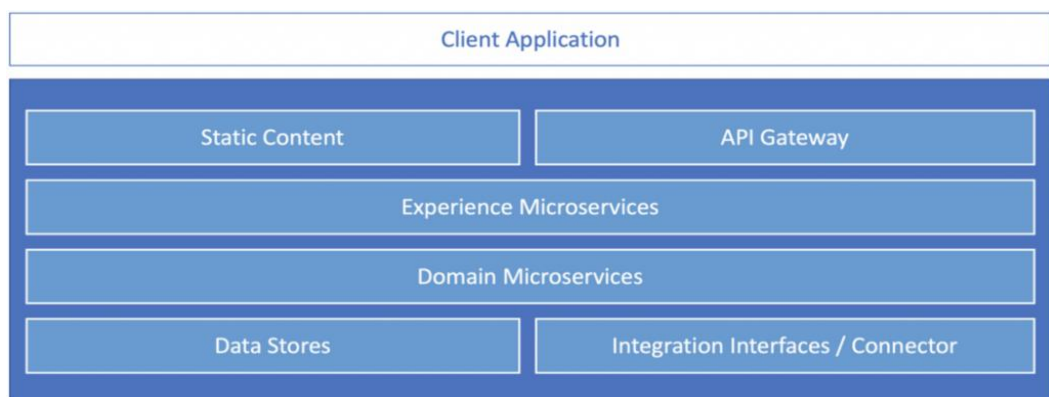 Client Application
Static Content
API Gateway
Experience Microservices
Domain Microservices
Data Stores
Integration Interfaces / Connector